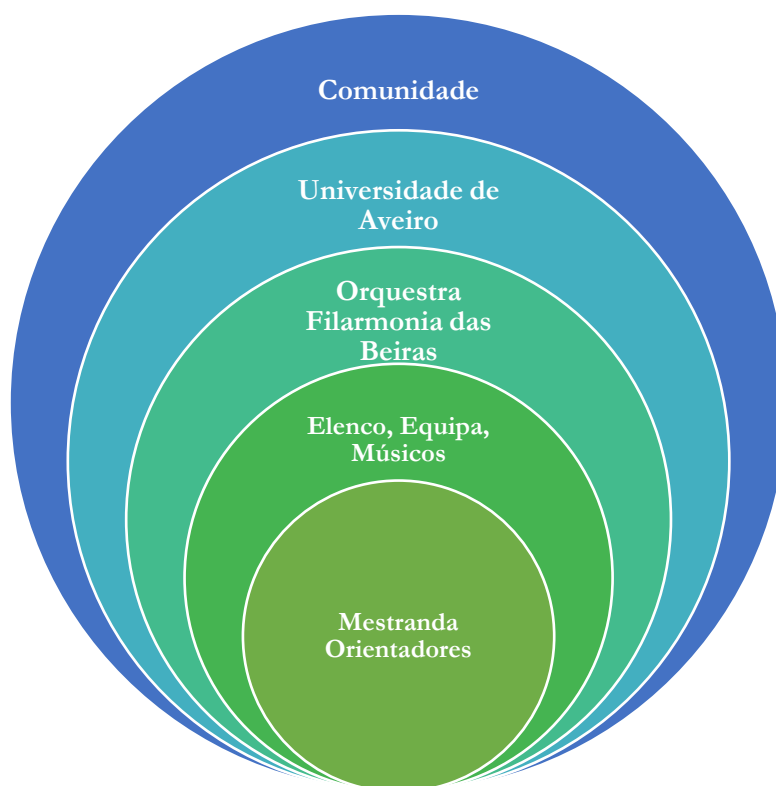 Comunidade
Universidade de
Aveiro
Orquestra
Filarmonia das
Beiras
Elenco, Equipa,
Músicos
Mestranda
Orientadores